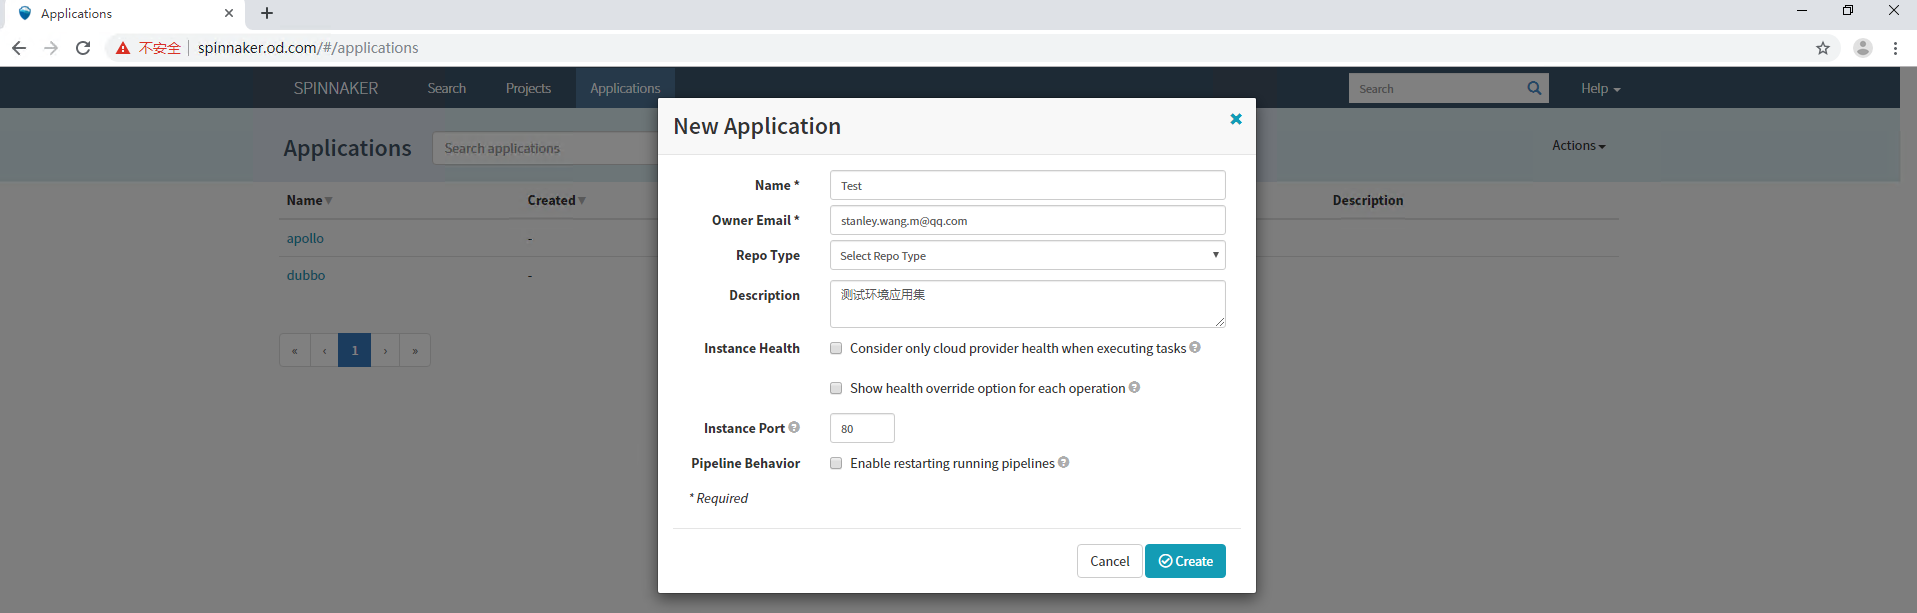 Applications
不安全 spinnaker.od.com/#/applications
SPINNAKER Search Projects Applications Search Help
Applications Search applications Actions
Name Created Description
apollo -
dubbo -
« ‹ 1 › »
New Application
Name * Test
Owner Email * stanley.wang.m@qq.com
Repo Type Select Repo Type
Description 测试环境应用集
Instance Health Consider only cloud provider health when executing tasks
Show health override option for each operation
Instance Port 80
Pipeline Behavior Enable restarting running pipelines
* Required
Cancel Create